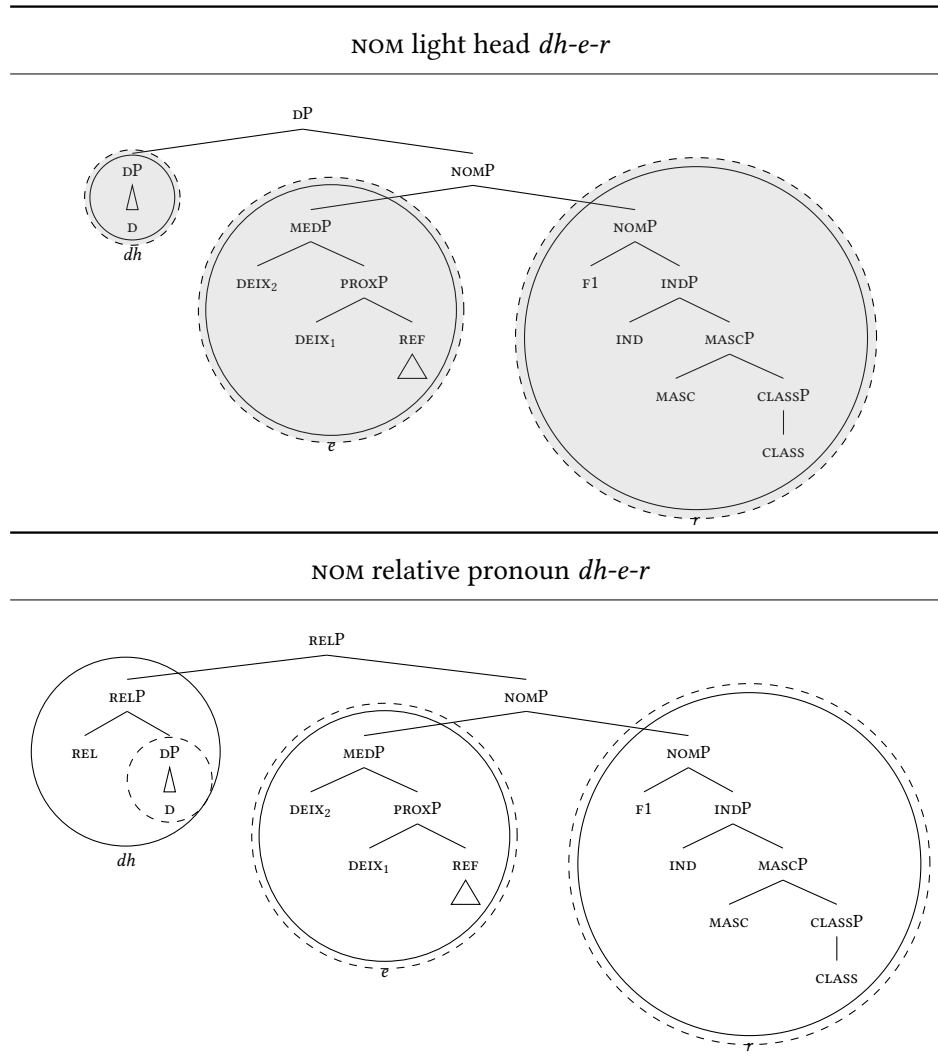 NOM light head dh-e-r
DP
DP NOMP
D MEDP NOMP
dh
DEIX₂ PROXP F1 INDP
DEIX₁ REF IND MASCP
MASC CLASSP
e CLASS
r
NOM relative pronoun dh-e-r
RELP
RELP NOMP
REL DP MEDP NOMP
D DEIX₂ PROXP F1 INDP
dh DEIX₁ REF IND MASCP
MASC CLASSP
e CLASS
r